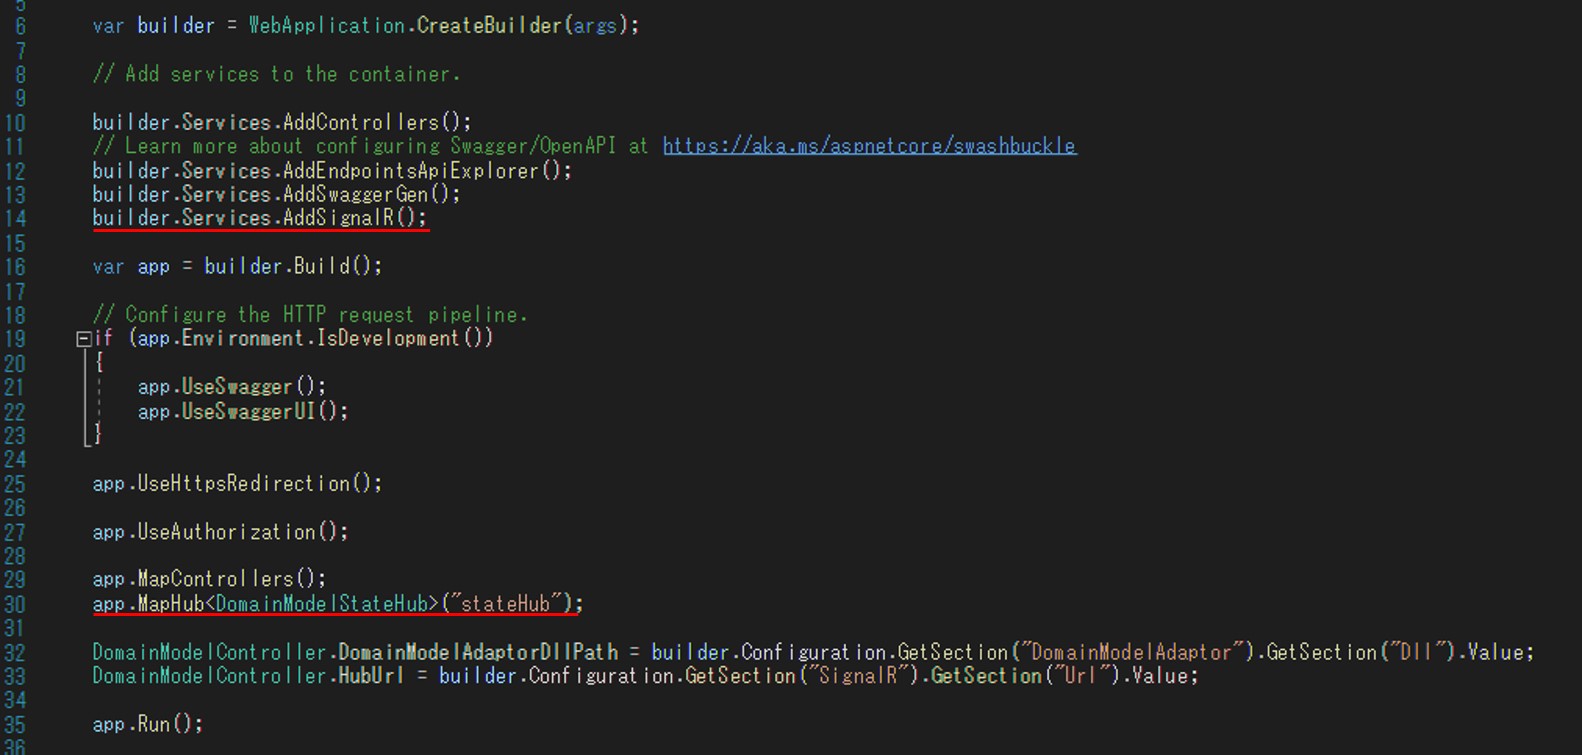 5
6 var builder = WebApplication.CreateBuilder(args);
7
8 // Add services to the container.
9
10 builder.Services.AddControllers();
11 // Learn more about configuring Swagger/OpenAPI at https://aka.ms/aspnetcore/swashbuckle
12 builder.Services.AddEndpointsApiExplorer();
13 builder.Services.AddSwaggerGen();
14 builder.Services.AddSignalR();
15
16 var app = builder.Build();
17
18 // Configure the HTTP request pipeline.
19 if (app.Environment.IsDevelopment())
20 {
21 app.UseSwagger();
22 app.UseSwaggerUI();
23 }
24
25 app.UseHttpsRedirection();
26
27 app.UseAuthorization();
28
29 app.MapControllers();
30 app.MapHub<DomainModelStateHub>("stateHub");
31
32 DomainModelController.DomainModelAdaptorDllPath = builder.Configuration.GetSection("DomainModelAdaptor").GetSection("Dll").Value;
33 DomainModelController.HubUrl = builder.Configuration.GetSection("SignalR").GetSection("Url").Value;
34
35 app.Run();
36